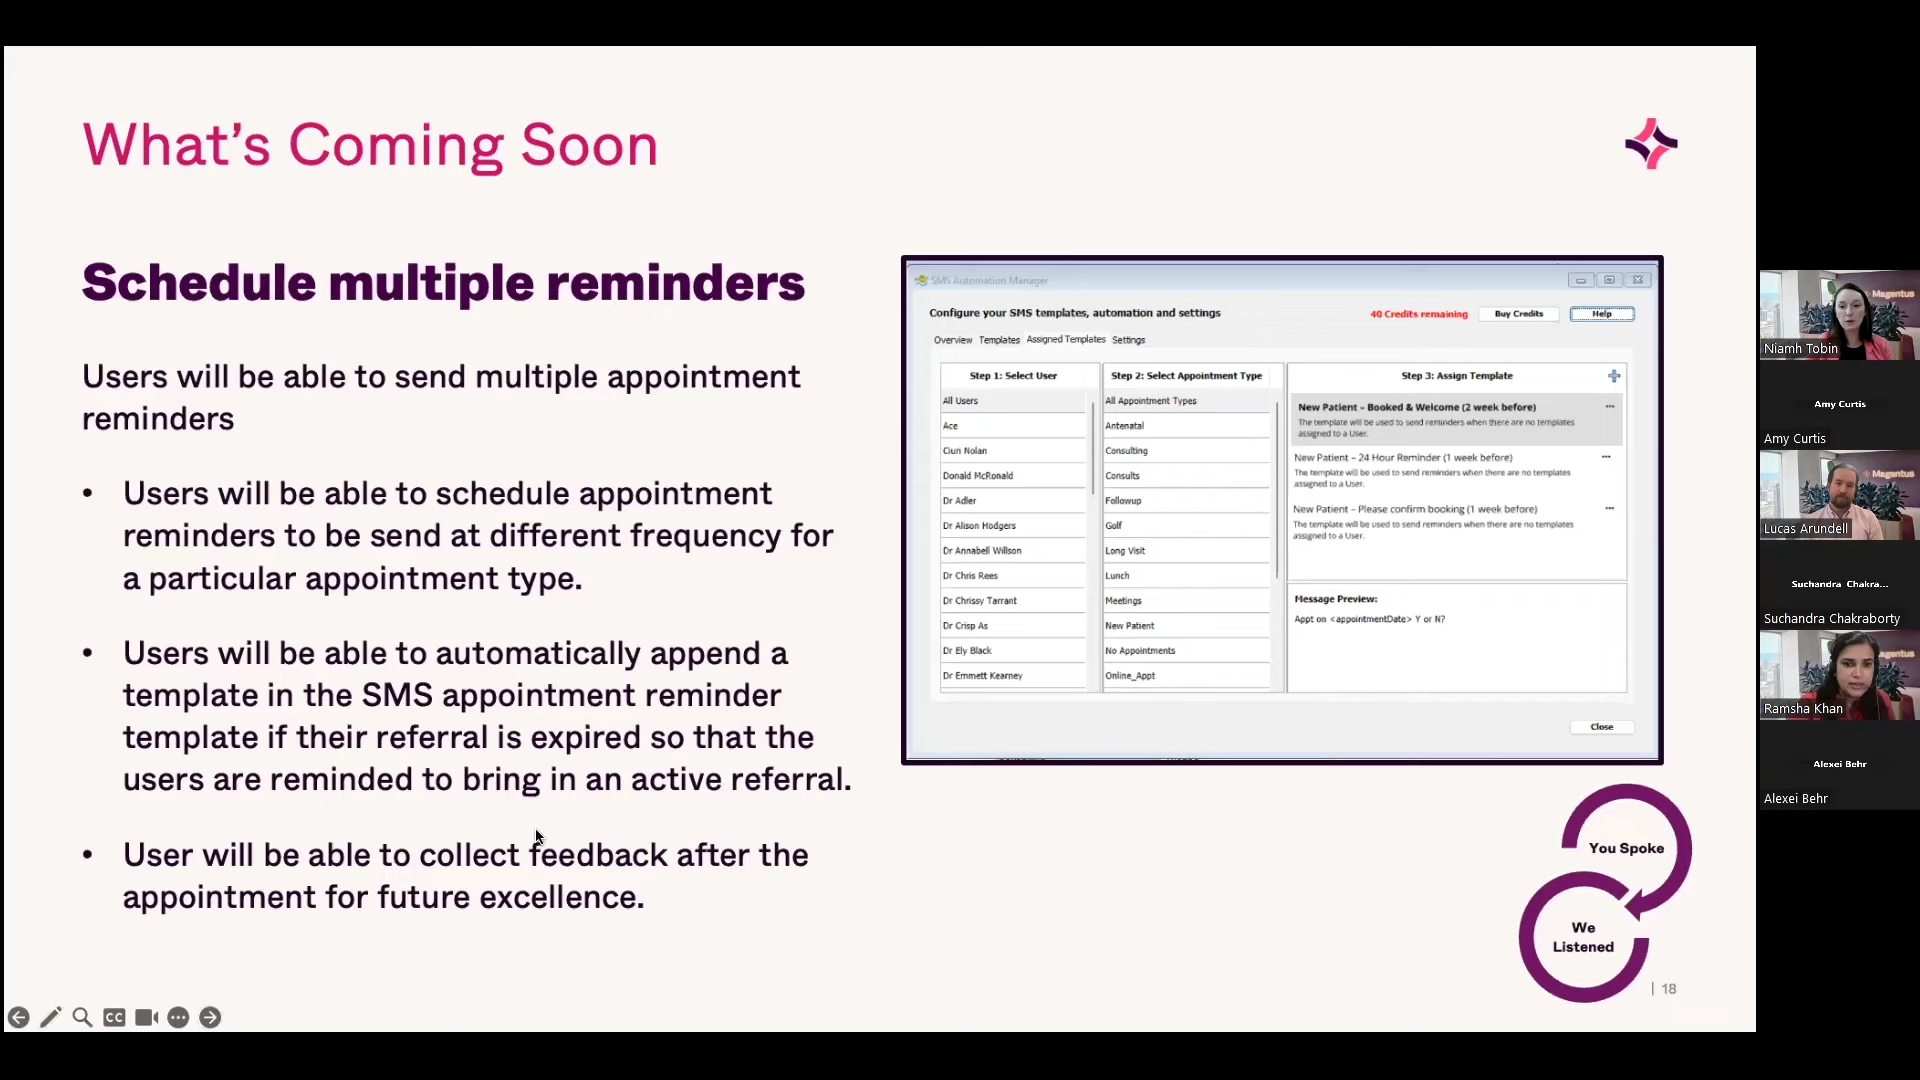 What's Coming Soon
Schedule multiple reminders
Users will be able to send multiple appointment
reminders
• Users will be able to schedule appointment
reminders to be send at different frequency for
a particular appointment type.
• Users will be able to automatically append a
template in the SMS appointment reminder
template if their referral is expired so that the
users are reminded to bring in an active referral.
• User will be able to collect feedback after the
appointment for future excellence.
SMS Automation Manager
Configure your SMS templates, automation and settings
40 Credits remaining
Buy Credits
Help
Overview Templates Assigned Templates Settings
Step 1: Select User
All Users
Ace
Ciun Nolan
Donald McRonald
Dr Adler
Dr Alison Hodgers
Dr Annabell Willson
Dr Chris Rees
Dr Chrissy Tarrant
Dr Crisp As
Dr Ely Black
Dr Emmett Kearney
Step 2: Select Appointment Type
All Appointment Types
Antenatal
Consulting
Consults
Followup
Golf
Long Visit
Lunch
Meetings
New Patient
No Appointments
Online_Appt
Step 3: Assign Template
New Patient – Booked & Welcome (2 week before)
The template will be used to send reminders when there are no templates
assigned to a User.
New Patient – 24 Hour Reminder (1 week before)
The template will be used to send reminders when there are no templates
assigned to a User.
New Patient – Please confirm booking (1 week before)
The template will be used to send reminders when there are no templates
assigned to a User.
Message Preview:
Appt on <appointmentDate> Y or N?
Close
You Spoke
We
Listened
| 18
CC
Magentus
Niamh Tobin
Amy Curtis
Amy Curtis
Magentus
Lucas Arundell
Suchandra Chakra...
Suchandra Chakraborty
agentus
Ramsha Khan
Alexei Behr
Alexei Behr